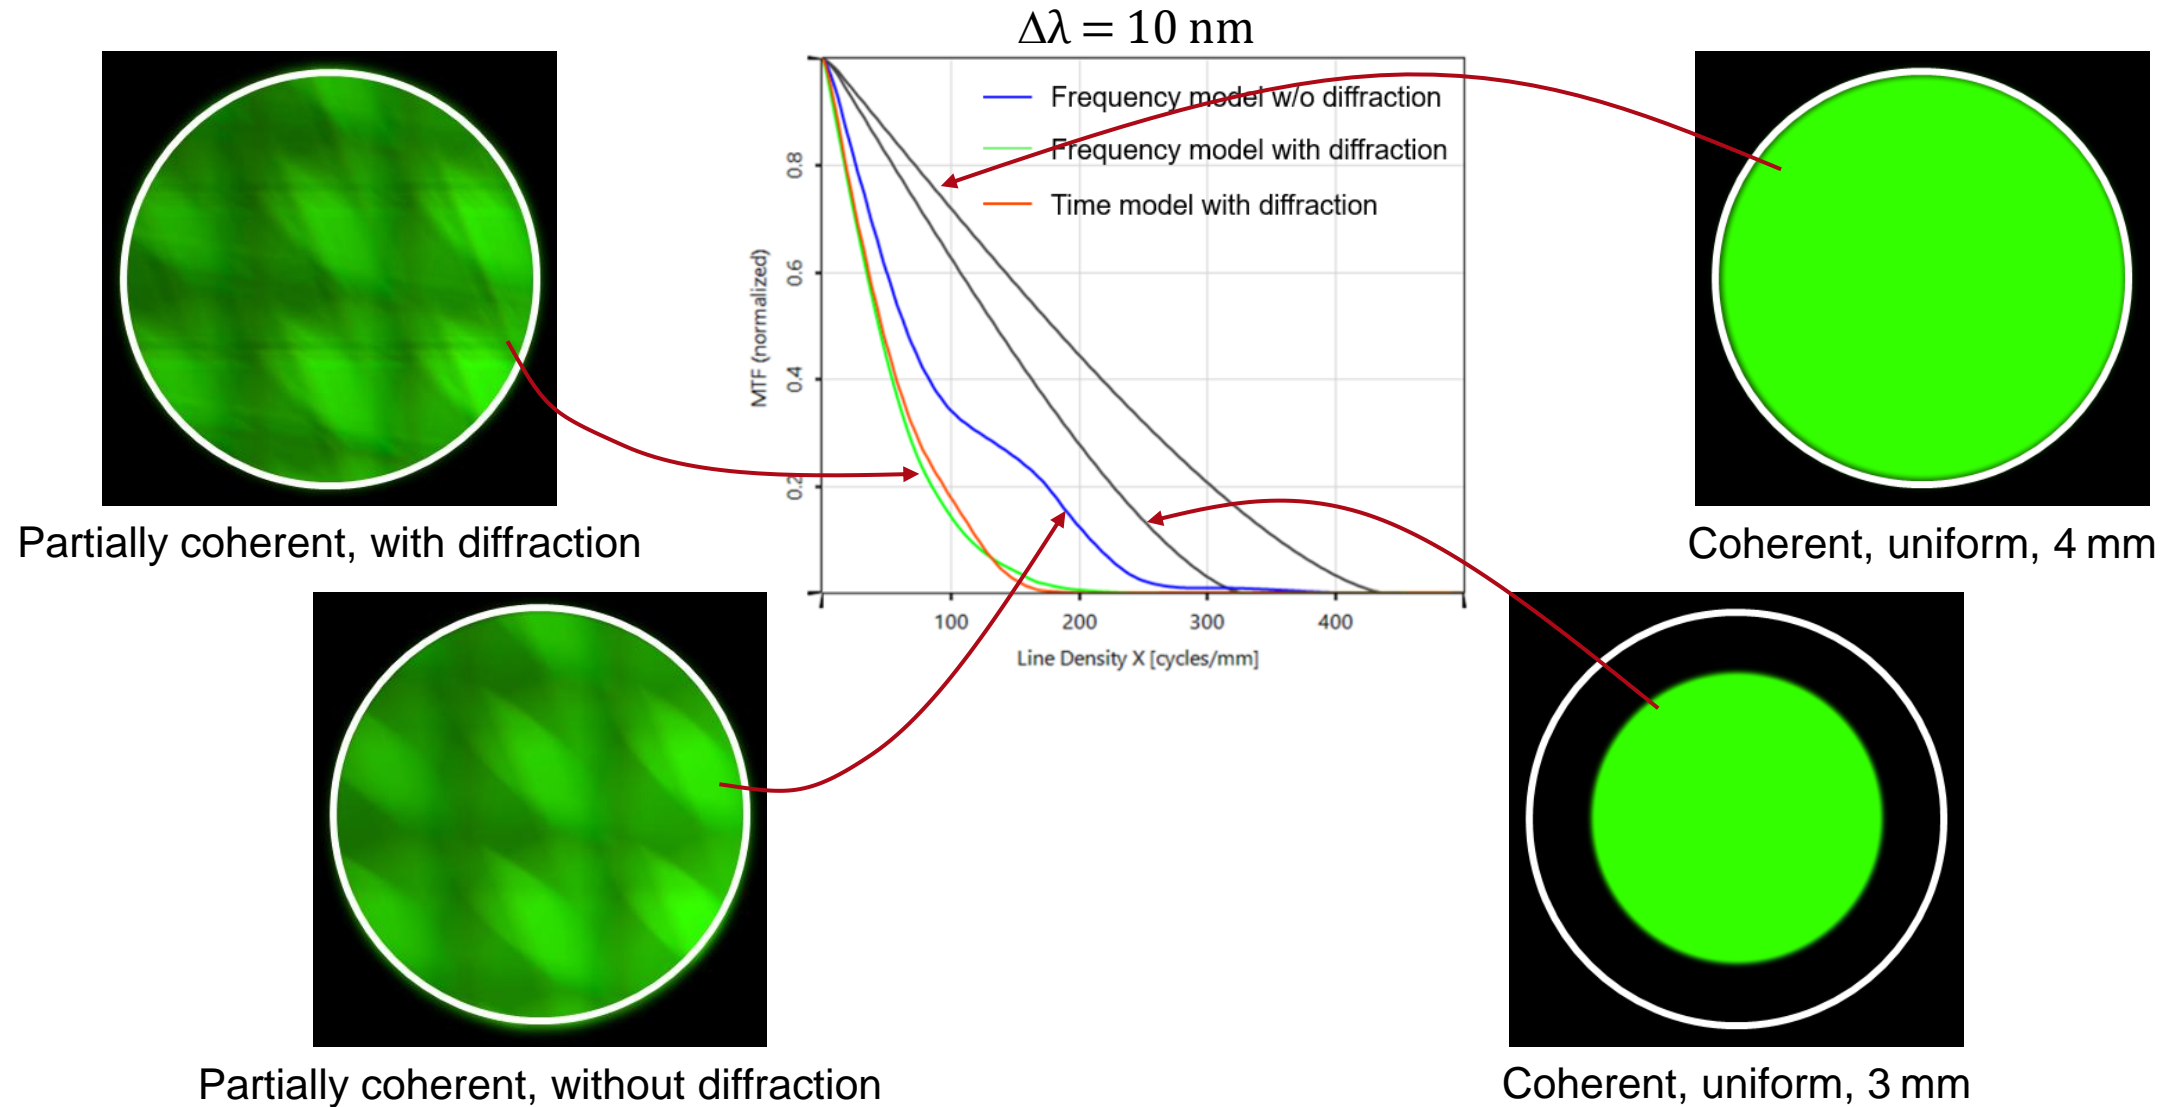 Δλ = 10 nm
Frequency model w/o diffraction
Frequency model with diffraction
Time model with diffraction
MTF (normalized)
0.8
0.6
0.4
0.2
100 200 300 400
Line Density X [cycles/mm]
Partially coherent, with diffraction
Coherent, uniform, 4 mm
Partially coherent, without diffraction
Coherent, uniform, 3 mm